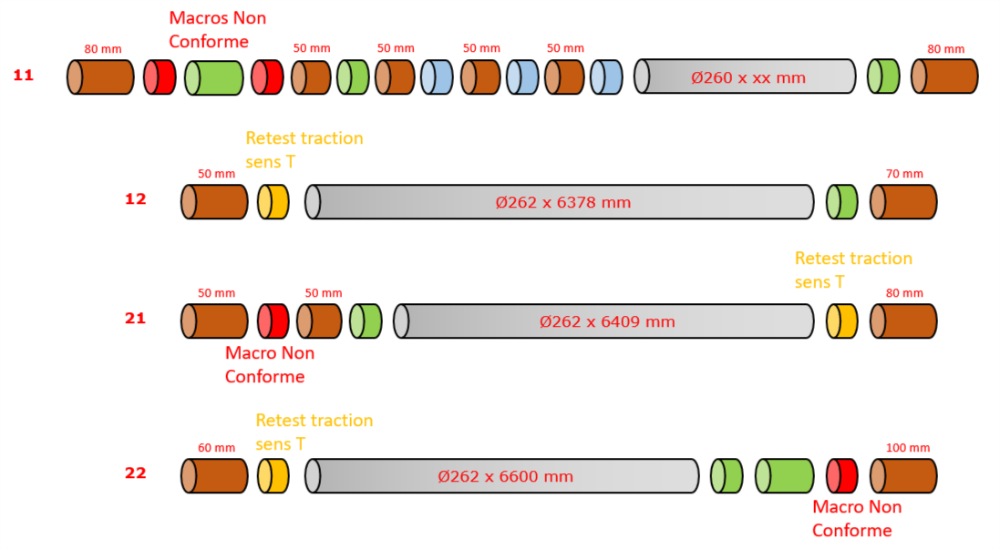 Macros Non
Conforme
80 mm
50 mm
50 mm
50 mm
50 mm
80 mm
11
Ø260 x xx mm
Retest traction
sens T
50 mm
70 mm
12
Ø262 x 6378 mm
Retest traction
sens T
50 mm
50 mm
80 mm
21
Ø262 x 6409 mm
Macro Non
Conforme
Retest traction
sens T
60 mm
100 mm
22
Ø262 x 6600 mm
Macro Non
Conforme